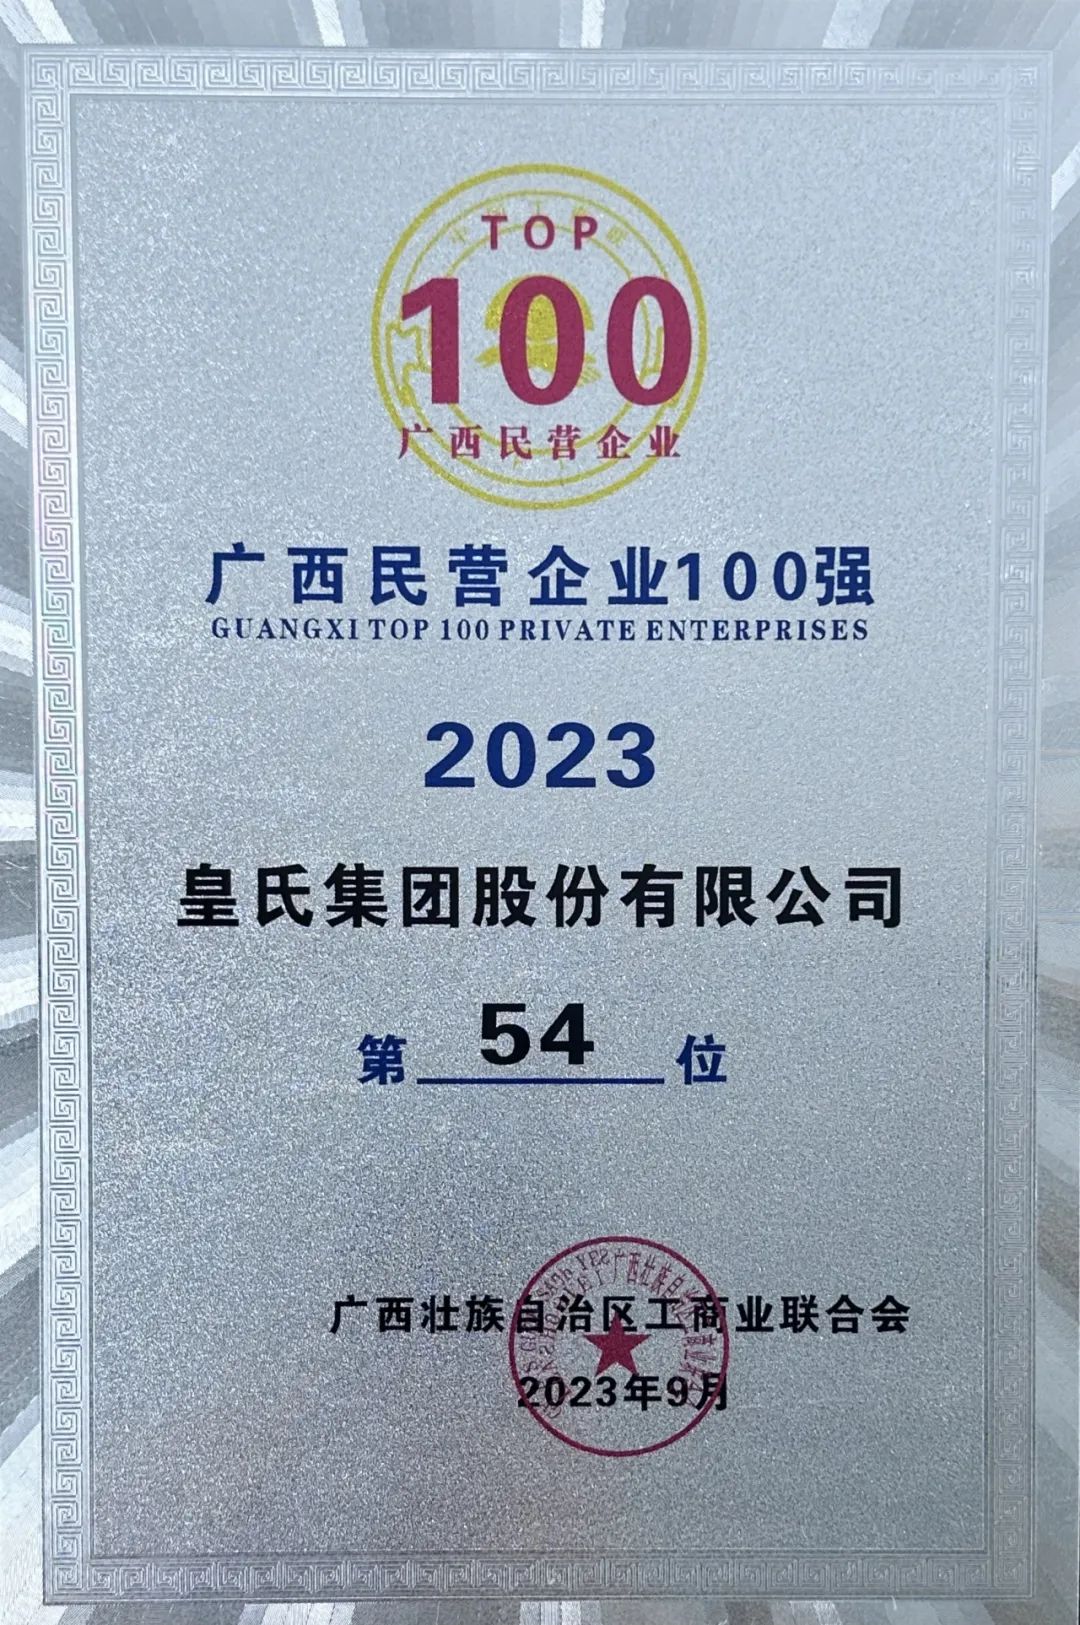 TOP
100
广西民营企业
广西民营企业100强
GUANGXI TOP 100 PRIVATE ENTERPRISES
2023
皇氏集团股份有限公司
第 54 位
广西壮族自治区工商业联合会
2023年9月